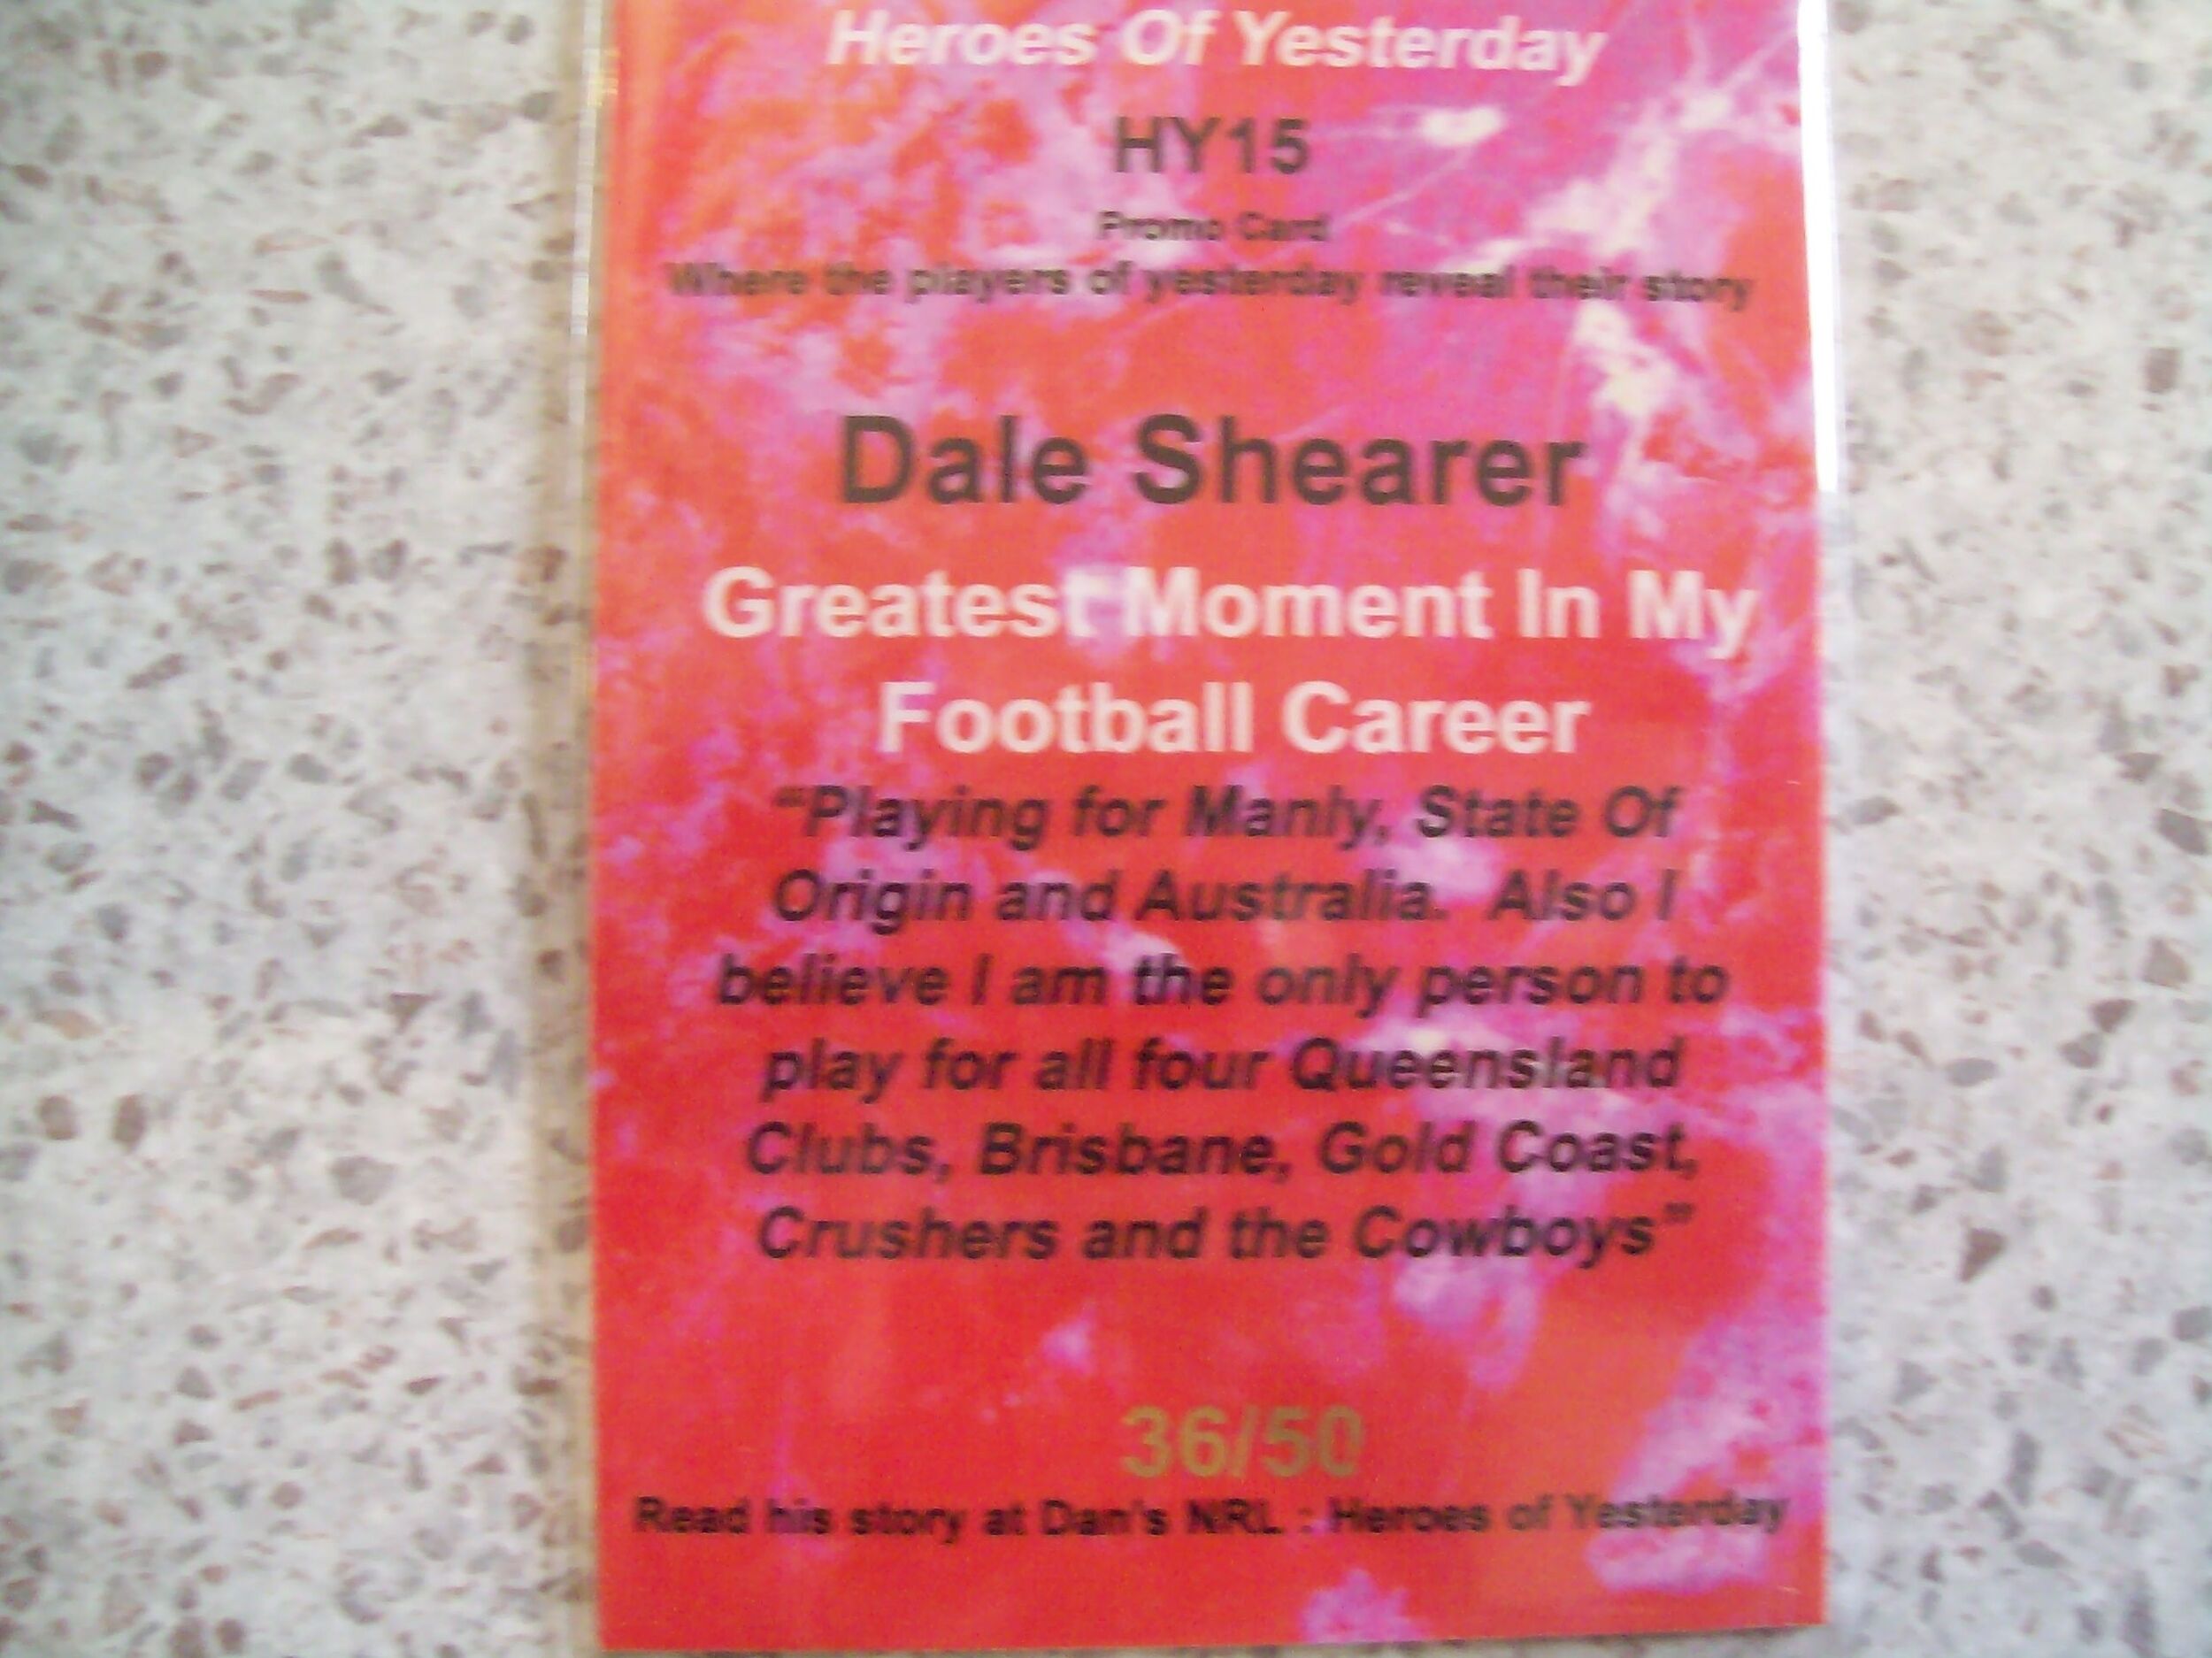 Heroes Of Yesterday
HY15
Promo Card
Where the players of yesterday reveal their story
Dale Shearer
Greatest Moment In My
Football Career
“Playing for Manly, State Of
Origin and Australia.  Also I
believe I am the only person to
play for all four Queensland
Clubs, Brisbane, Gold Coast,
Crushers and the Cowboys”
36/50
Read his story at Dan's NRL : Heroes of Yesterday